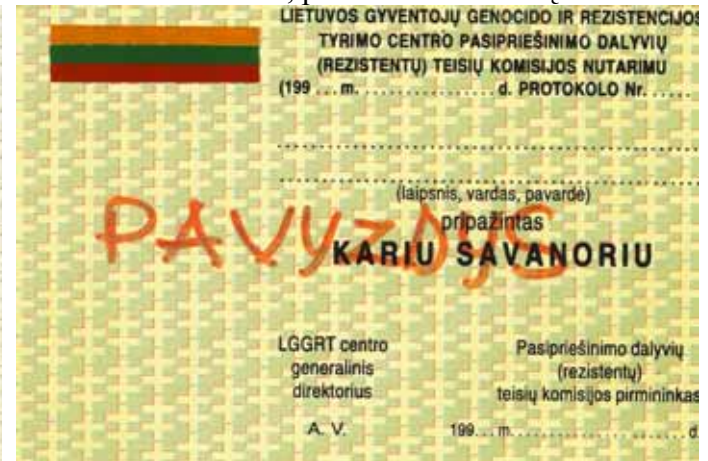 LIETUVOS GYVENTOJŲ GENOCIDO IR REZISTENCIJOS
TYRIMO CENTRO PASIPRIEŠINIMO DALYVIŲ
(REZISTENTŲ) TEISIŲ KOMISIJOS NUTARIMU
(199 ... m. .................. d. PROTOKOLO Nr. ......
(laipsnis, vardas, pavardė)
pripažintas
PAVYZDYS
KARIU SAVANORIU
LGGRT centro
generalinis
direktorius
A. V.
Pasipriešinimo dalyvių
(rezistentų)
teisių komisijos pirmininkas
199... m. ...................... d.